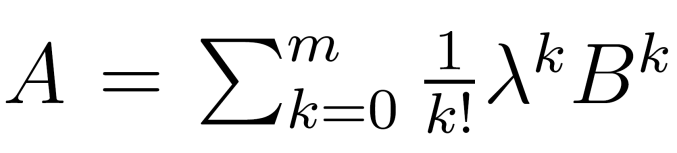 A = \sum_{k=0}^{m} \frac{1}{k!} \lambda^k B^k